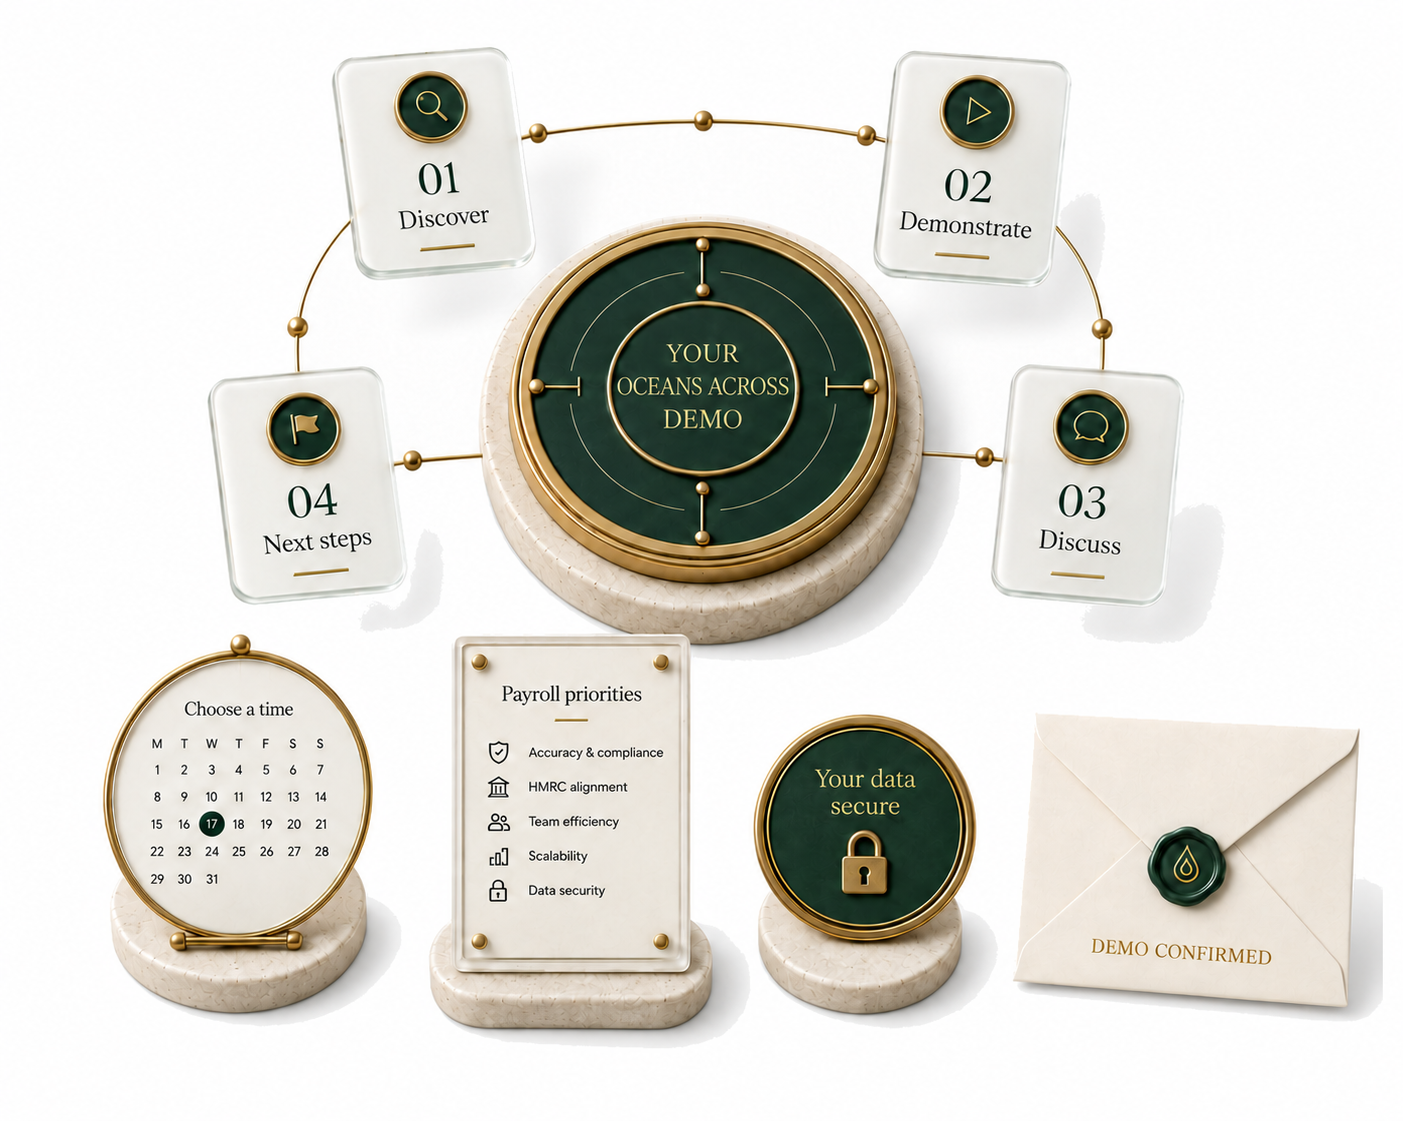 01
Discover
02
Demonstrate
YOUR
OCEANS ACROSS
DEMO
04
Next steps
03
Discuss
Choose a time
M T W T F S S
1 2 3 4 5 6 7
8 9 10 11 12 13 14
15 16 17 18 19 20 21
22 23 24 25 26 27 28
29 30 31
Payroll priorities
Accuracy & compliance
HMRC alignment
Team efficiency
Scalability
Data security
Your data
secure
DEMO CONFIRMED